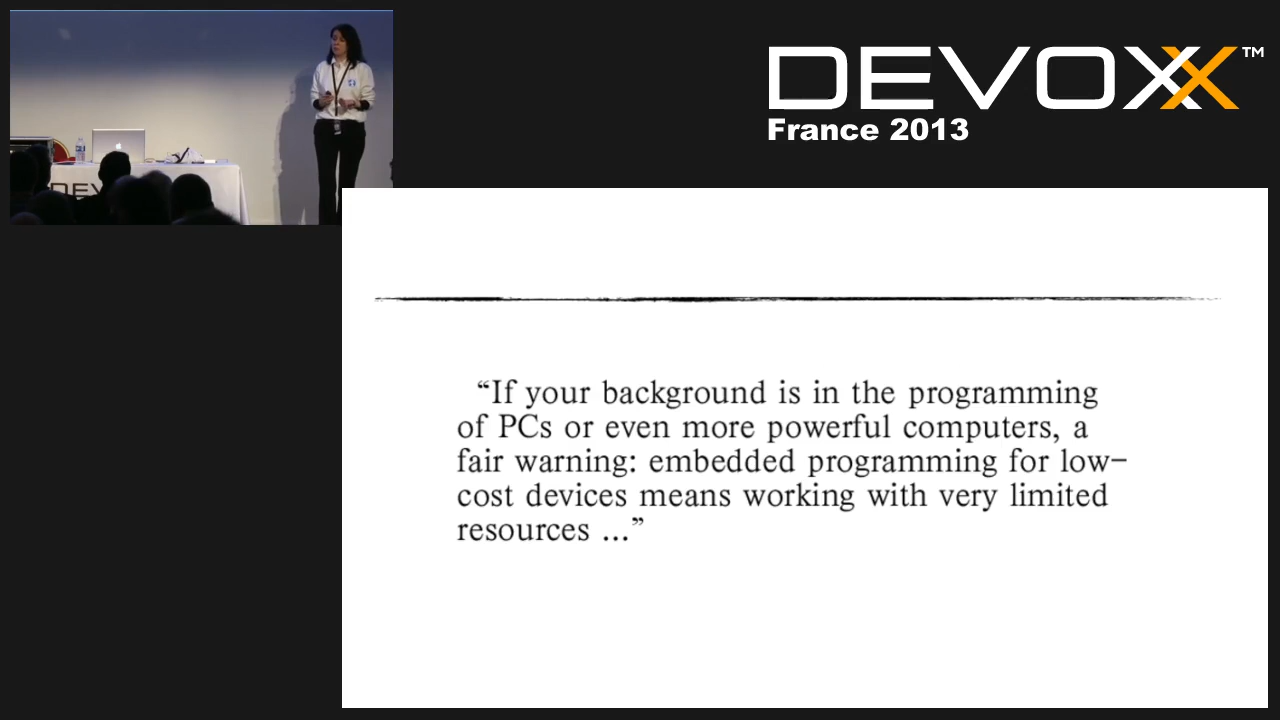 DEVOXX™
France 2013
DEV
“If your background is in the programming
of PCs or even more powerful computers, a
fair warning: embedded programming for low-
cost devices means working with very limited
resources ...”